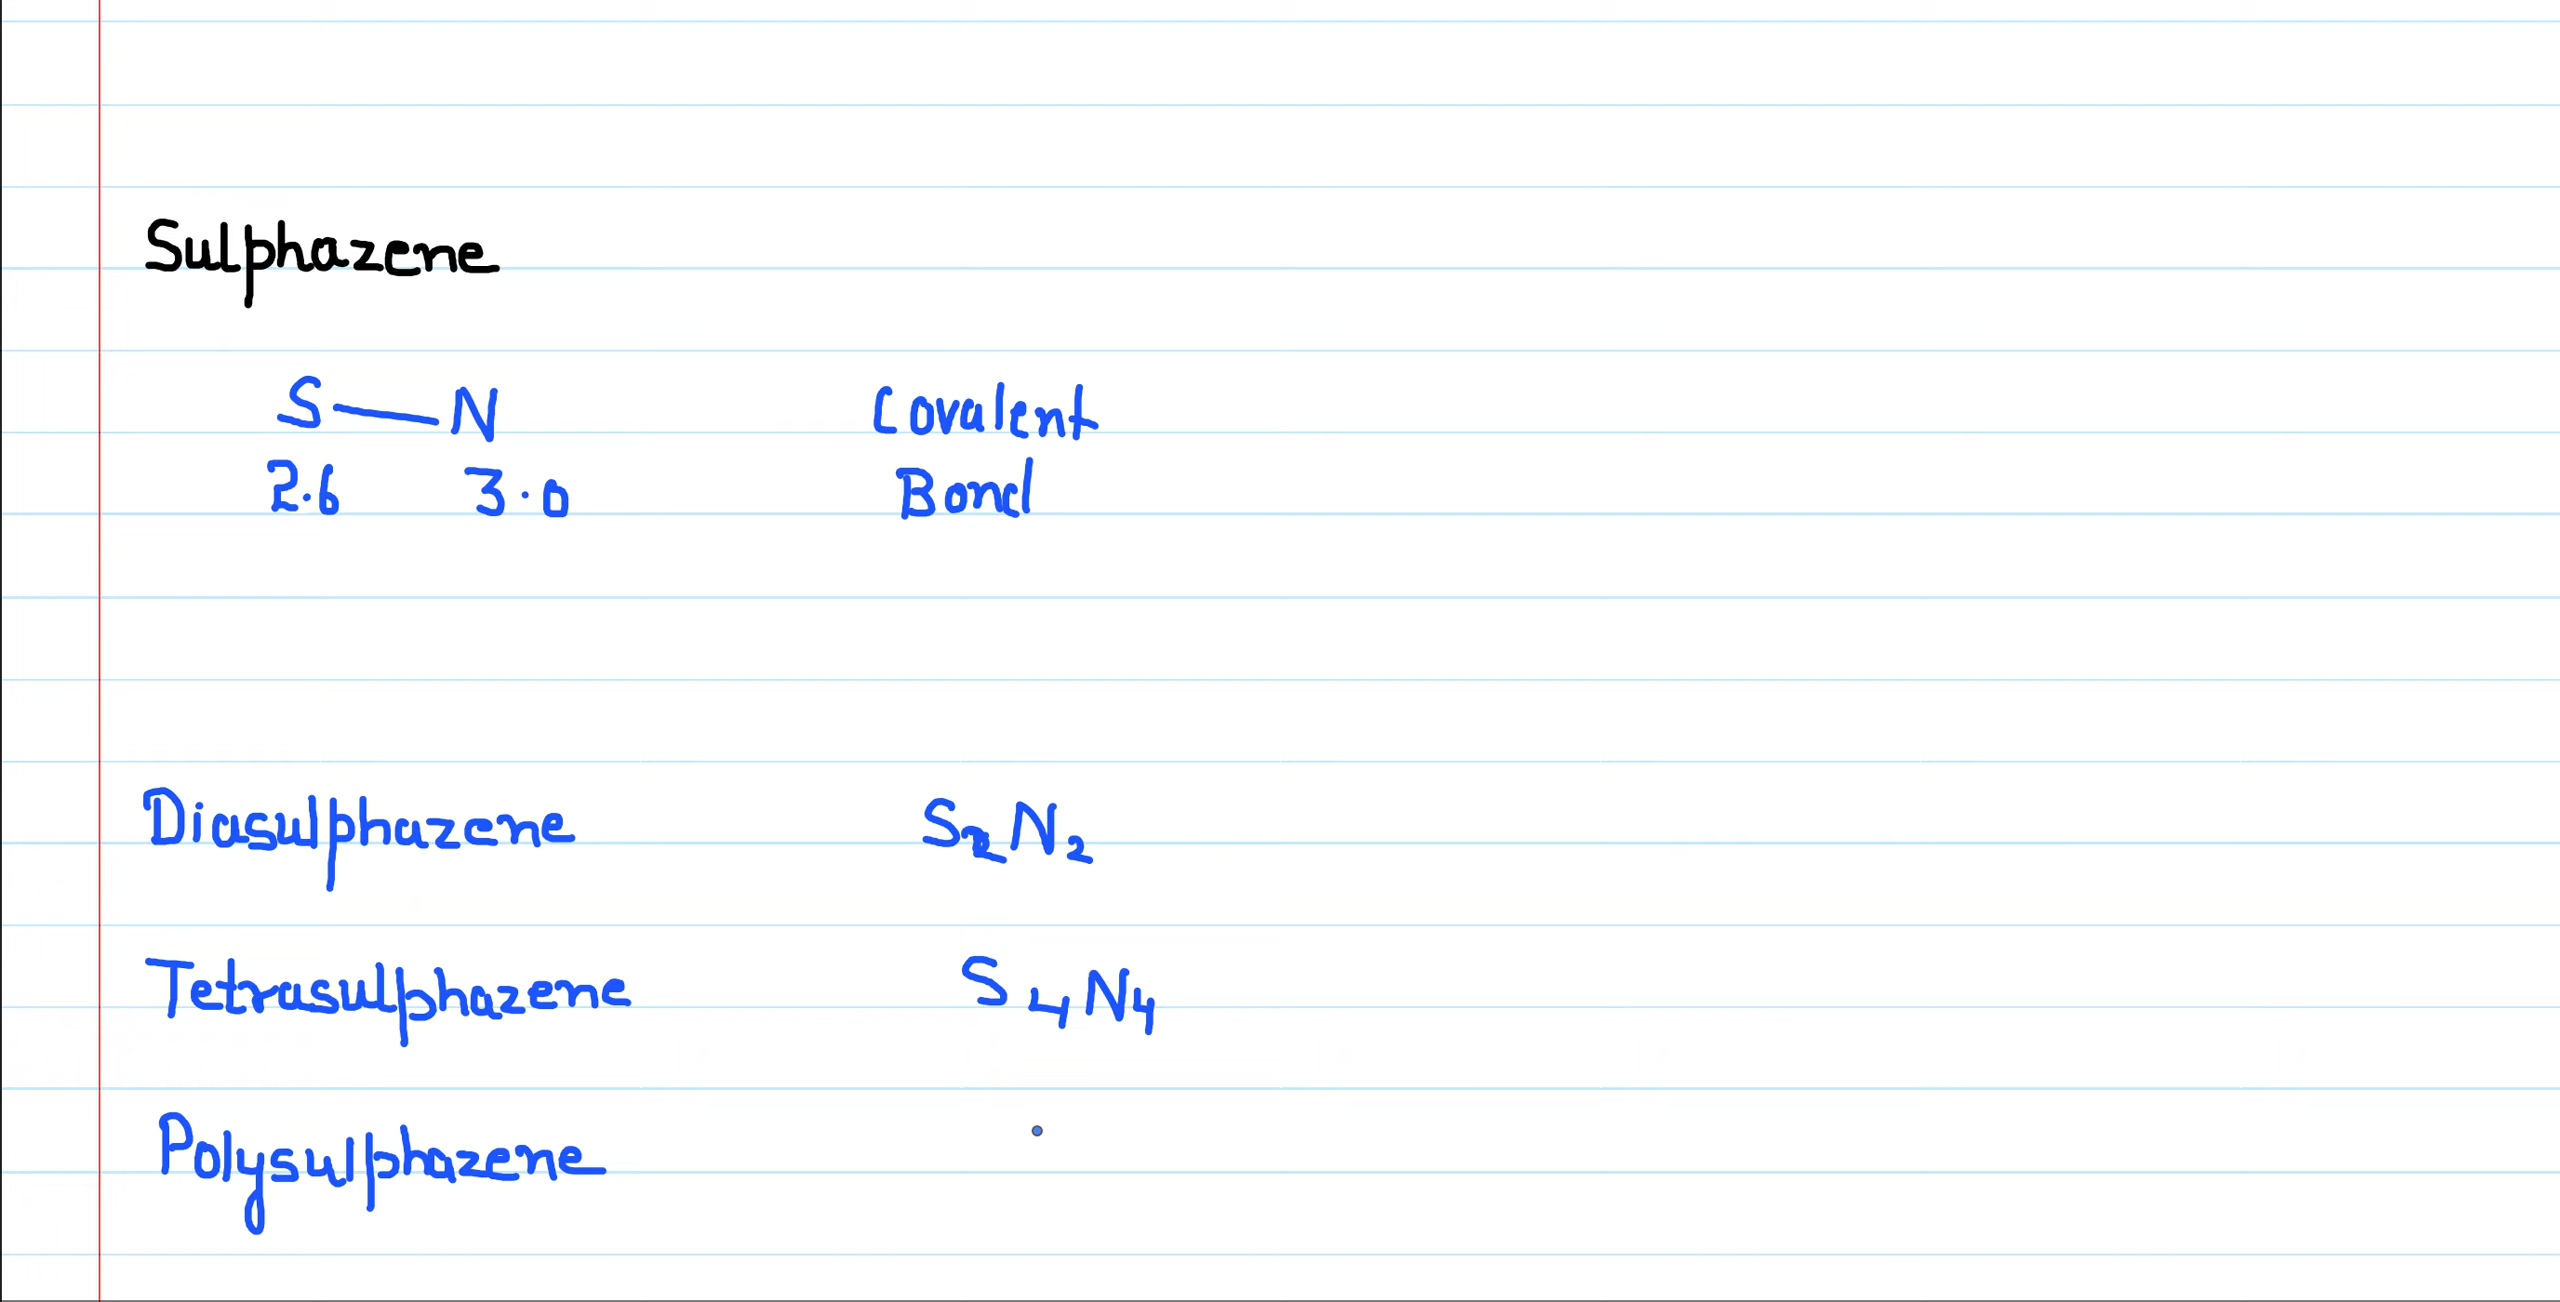 Sulphazene
S—N Covalent
2.6 3.0 Bond
Diasulphazene S₂N₂
Tetrasulphazene S₄N₄
Polysulphazene